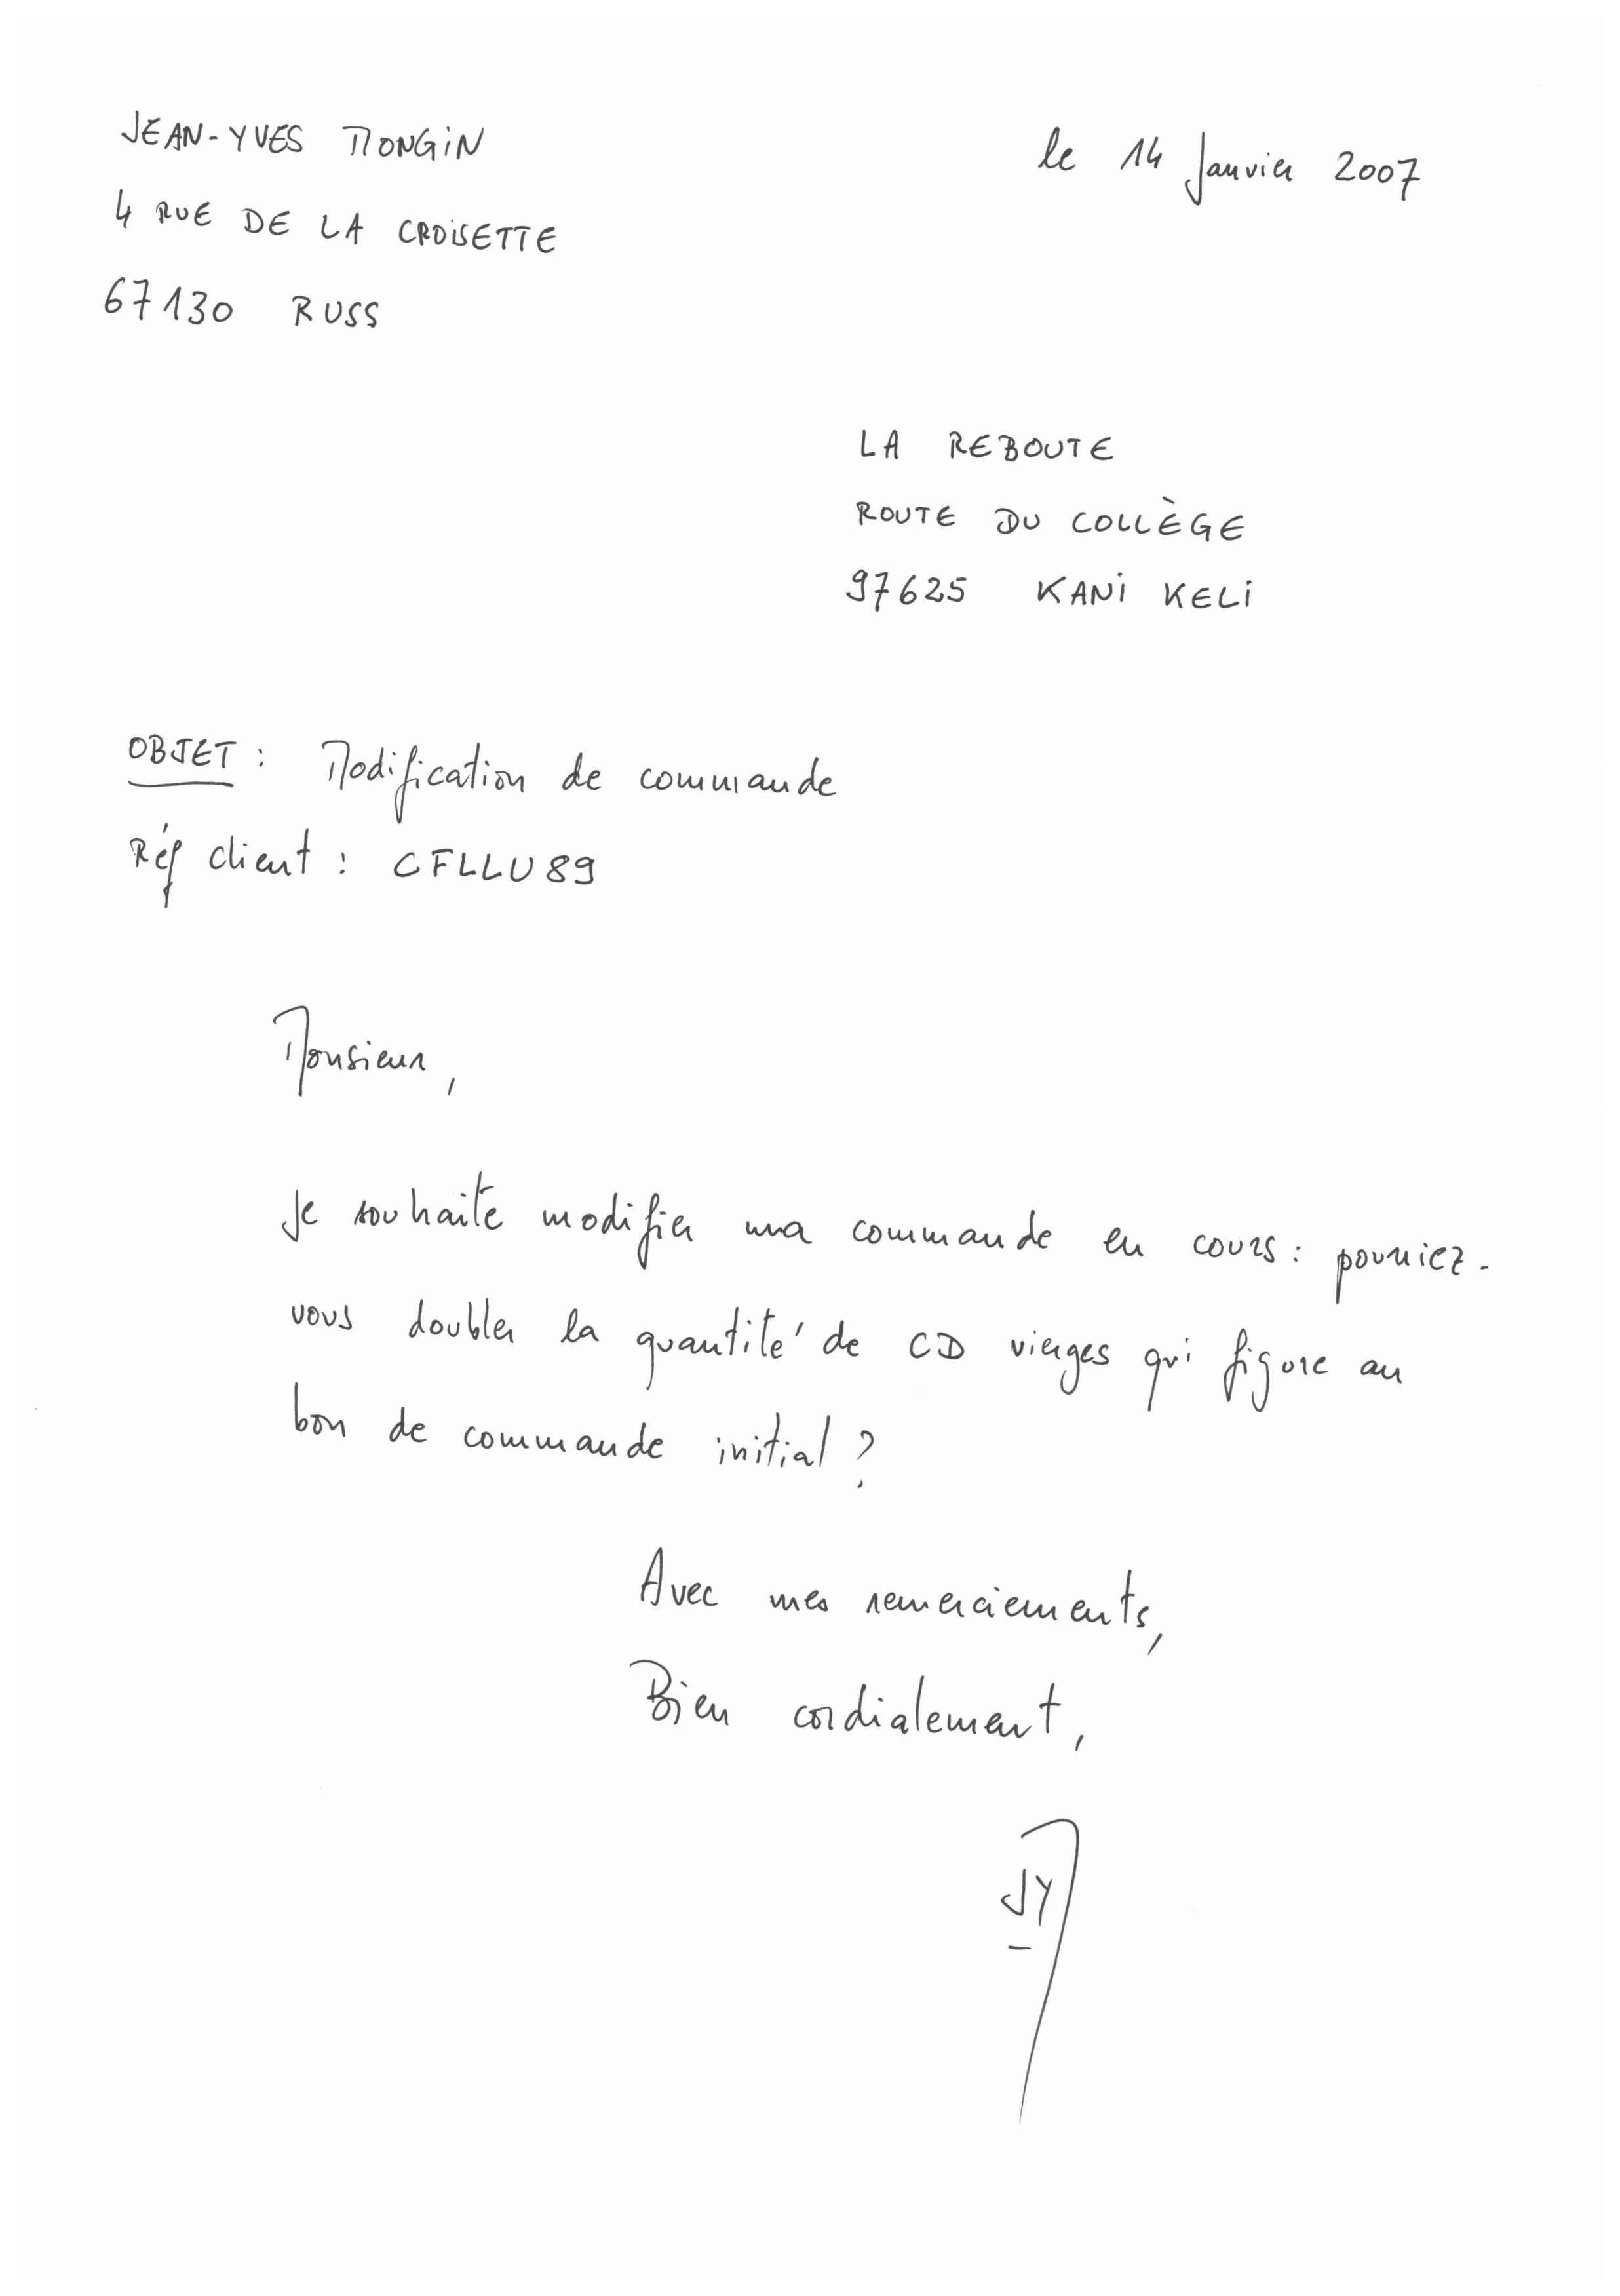 JEAN-YVES MONGIN
le 14 Janvier 2007
4 RUE DE LA CROISETTE
67130 RUSS
LA REBOUTE
ROUTE DU COLLÈGE
97625 KANI KELI
OBJET : Modification de commande
Réf client : CFLLU89
Monsieur,
Je souhaite modifier ma commande en cours : pourriez-
vous doubler la quantité de CD vierges qui figure au
bon de commande initial ?
Avec mes remerciements,
Bien cordialement,
JY